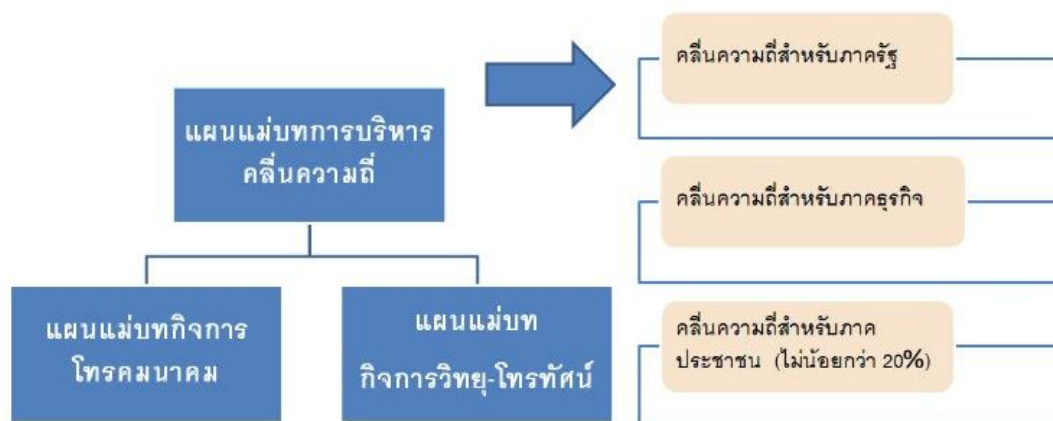 แผนแม่บทการบริหาร
คลื่นความถี่
แผนแม่บทกิจการ
โทรคมนาคม
แผนแม่บท
กิจการวิทยุ-โทรทัศน์
คลื่นความถี่สำหรับภาครัฐ
คลื่นความถี่สำหรับภาคธุรกิจ
คลื่นความถี่สำหรับภาค
ประชาชน (ไม่น้อยกว่า 20%)